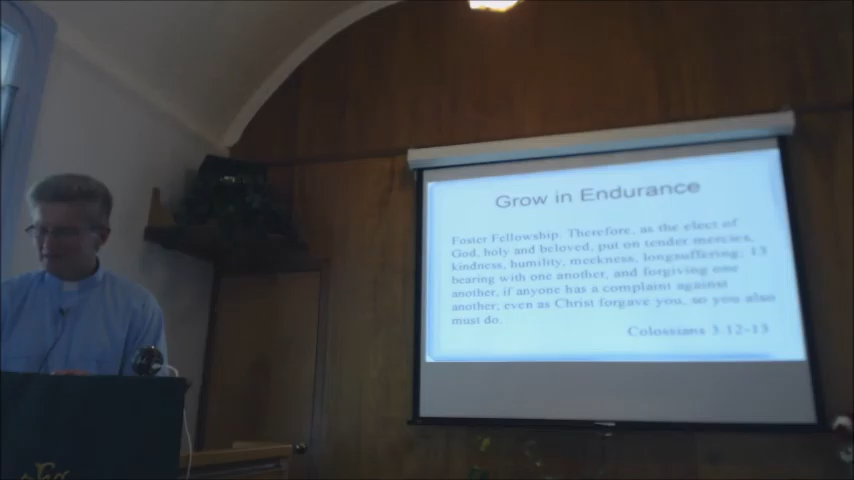 Grow in Endurance
Foster Fellowship. Therefore, as the elect of
God, holy and beloved, put on tender mercies,
kindness, humility, meekness, longsuffering; 13
bearing with one another, and forgiving one
another, if anyone has a complaint against
another; even as Christ forgave you, so you also
must do.
Colossians 3:12-13